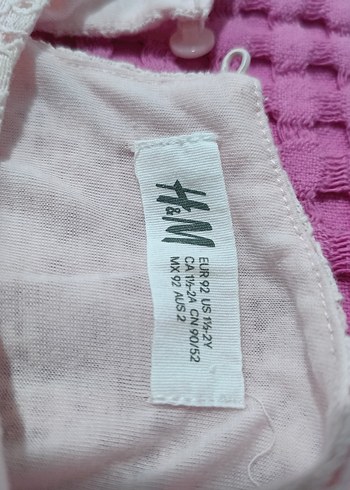 H&M
EUR 92 US 1½-2Y
CA 1½-2A CN 90/52
MX 92 AUS 2